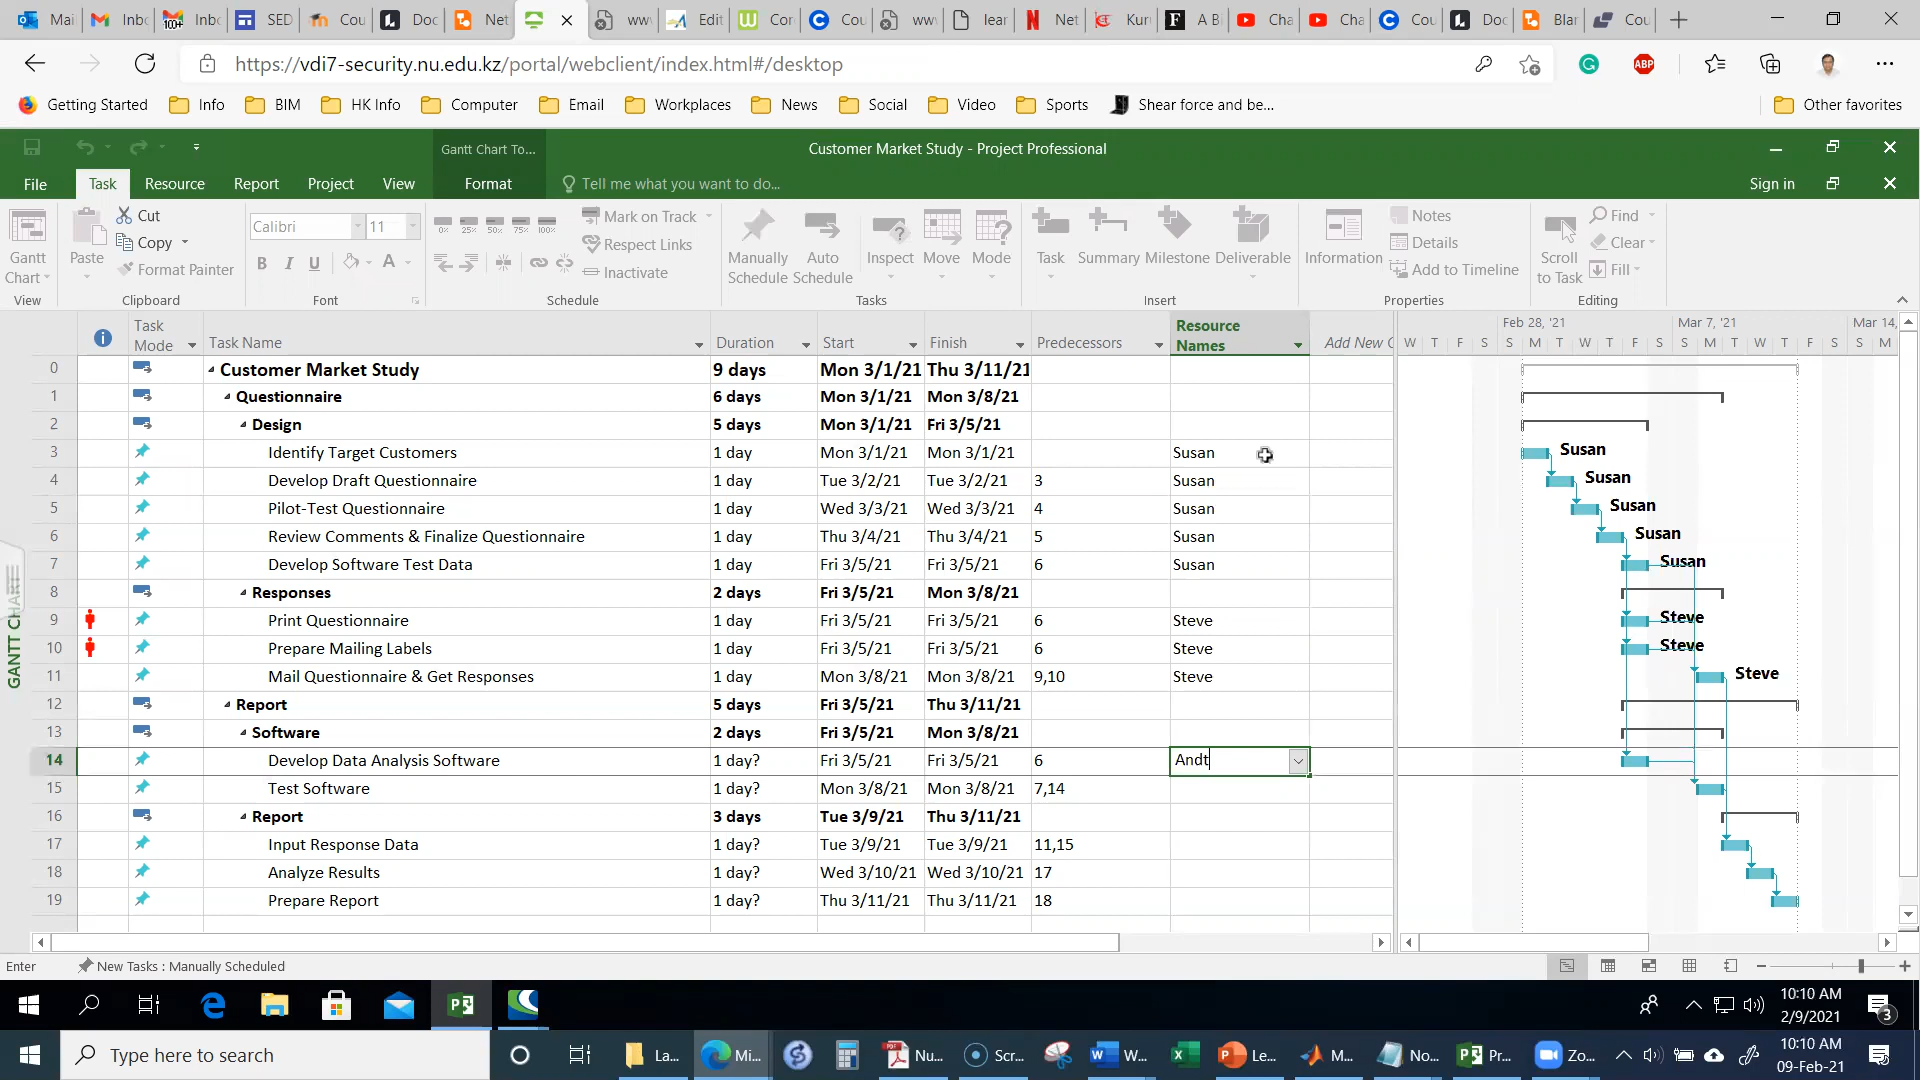 Mai
Inb
100+
Inb
SED
Cou
Doc
Net
ww
Edit
Cor
Cou
ww
lear
Net
Kur
A Bi
Cha
Cha
Cou
Doc
Blar
Cou
https://vdi7-security.nu.edu.kz/portal/webclient/index.html#/desktop
ABP
Getting Started
Info
BIM
HK Info
Computer
Email
Workplaces
News
Social
Video
Sports
Shear force and be...
Other favorites
Gantt Chart To...
Customer Market Study - Project Professional
File
Task
Resource
Report
Project
View
Format
Tell me what you want to do...
Sign in
Gantt Chart
View
Paste
Cut
Copy
Format Painter
Clipboard
Calibri
11
B I U
A
Font
0% 25% 50% 75% 100%
Mark on Track
Respect Links
Inactivate
Schedule
Manually Schedule
Auto Schedule
Inspect
Move
Mode
Tasks
Task
Summary
Milestone
Deliverable
Insert
Information
Notes
Details
Add to Timeline
Properties
Scroll to Task
Find
Clear
Fill
Editing
GANTT CHART
Task Mode
Task Name
Duration
Start
Finish
Predecessors
Resource Names
Add New C
Feb 28, '21
Mar 7, '21
Mar 14,
W T F S S M T W T F S S M T W T F S S M
0 Customer Market Study 9 days Mon 3/1/21 Thu 3/11/21
1 Questionnaire 6 days Mon 3/1/21 Mon 3/8/21
2 Design 5 days Mon 3/1/21 Fri 3/5/21
3 Identify Target Customers 1 day Mon 3/1/21 Mon 3/1/21 Susan Susan
4 Develop Draft Questionnaire 1 day Tue 3/2/21 Tue 3/2/21 3 Susan Susan
5 Pilot-Test Questionnaire 1 day Wed 3/3/21 Wed 3/3/21 4 Susan Susan
6 Review Comments & Finalize Questionnaire 1 day Thu 3/4/21 Thu 3/4/21 5 Susan Susan
7 Develop Software Test Data 1 day Fri 3/5/21 Fri 3/5/21 6 Susan Susan
8 Responses 2 days Fri 3/5/21 Mon 3/8/21
9 Print Questionnaire 1 day Fri 3/5/21 Fri 3/5/21 6 Steve Steve
10 Prepare Mailing Labels 1 day Fri 3/5/21 Fri 3/5/21 6 Steve Steve
11 Mail Questionnaire & Get Responses 1 day Mon 3/8/21 Mon 3/8/21 9,10 Steve Steve
12 Report 5 days Fri 3/5/21 Thu 3/11/21
13 Software 2 days Fri 3/5/21 Mon 3/8/21
14 Develop Data Analysis Software 1 day? Fri 3/5/21 Fri 3/5/21 6 Andt
15 Test Software 1 day? Mon 3/8/21 Mon 3/8/21 7,14
16 Report 3 days Tue 3/9/21 Thu 3/11/21
17 Input Response Data 1 day? Tue 3/9/21 Tue 3/9/21 11,15
18 Analyze Results 1 day? Wed 3/10/21 Wed 3/10/21 17
19 Prepare Report 1 day? Thu 3/11/21 Thu 3/11/21 18
Enter
New Tasks : Manually Scheduled
10:10 AM
2/9/2021
3
Type here to search
La...
Mi...
Nu...
Scr...
W...
Le...
M...
No...
Pr...
Zo...
10:10 AM
09-Feb-21